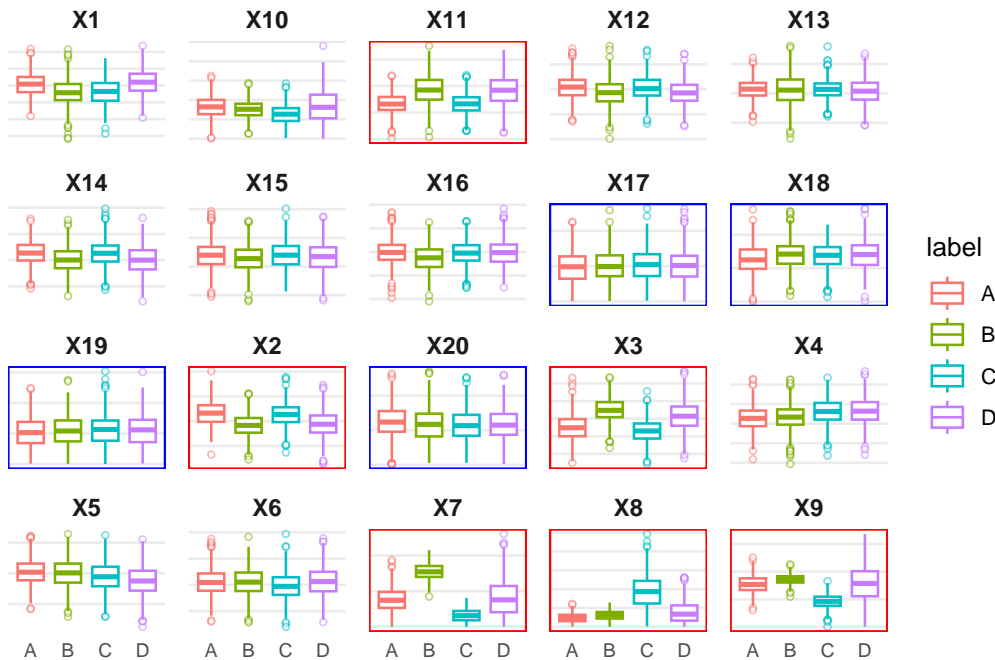 X1 X10 X11 X12 X13
X14 X15 X16 X17 X18
X19 X2 X20 X3 X4
X5 X6 X7 X8 X9
A B C D A B C D A B C D A B C D A B C D
label
A
B
C
D